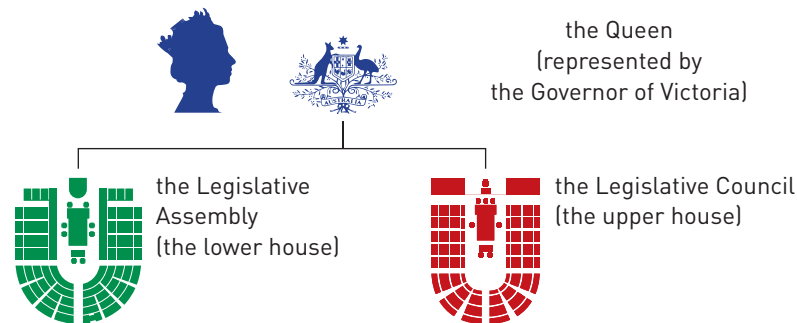 the Queen
(represented by
the Governor of Victoria)
AUSTRALIA
the Legislative
Assembly
(the lower house)
the Legislative Council
(the upper house)